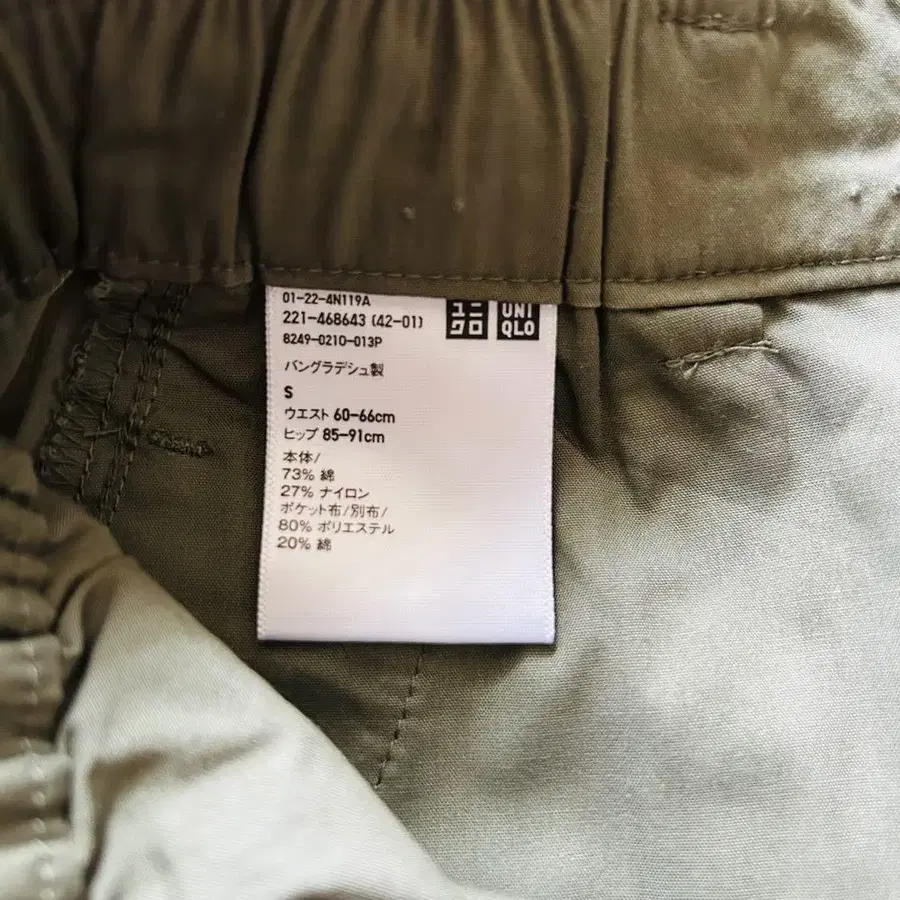 01-22-4N119A
221-468643 (42-01)
8249-0210-013P
ユニ
クロ
UNI
QLO
バングラデシュ製
S
ウエスト 60-66cm
ヒップ 85-91cm
本体/
73% 綿
27% ナイロン
ポケット布/別布/
80% ポリエステル
20% 綿